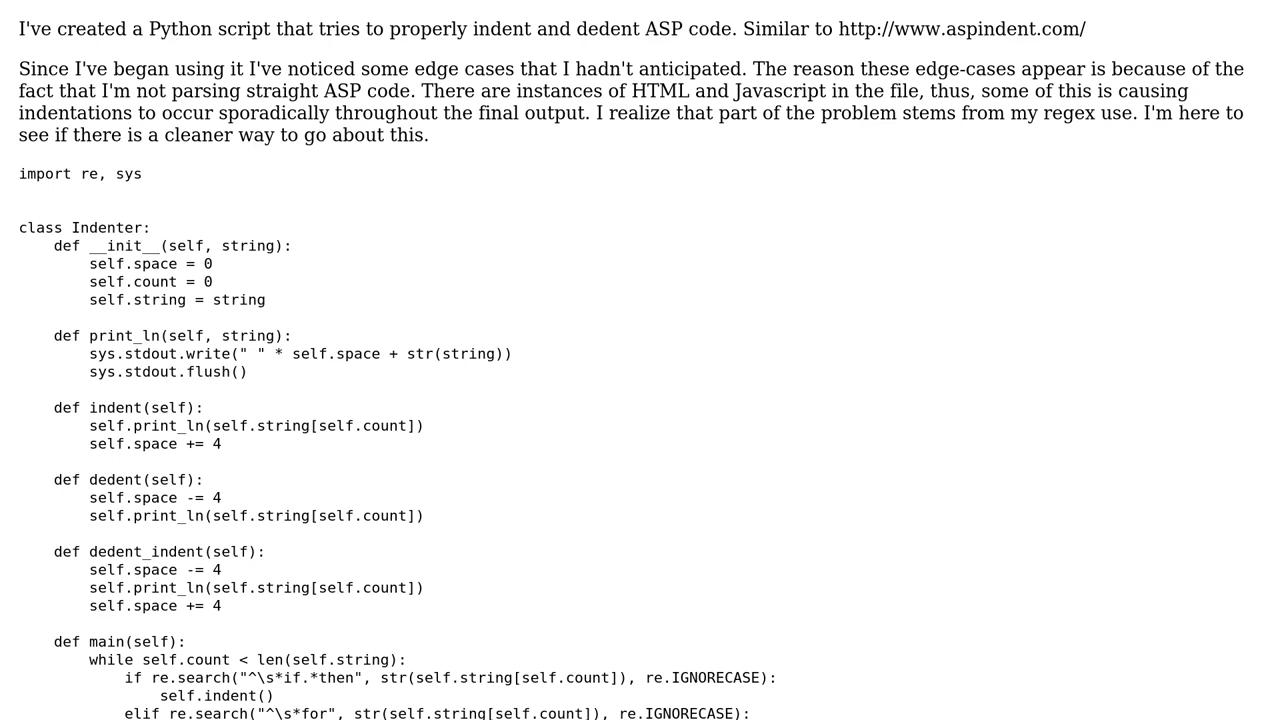 I've created a Python script that tries to properly indent and dedent ASP code. Similar to http://www.aspindent.com/
Since I've began using it I've noticed some edge cases that I hadn't anticipated. The reason these edge-cases appear is because of the
fact that I'm not parsing straight ASP code. There are instances of HTML and Javascript in the file, thus, some of this is causing
indentations to occur sporadically throughout the final output. I realize that part of the problem stems from my regex use. I'm here to
see if there is a cleaner way to go about this.
import re, sys
class Indenter:
    def __init__(self, string):
        self.space = 0
        self.count = 0
        self.string = string
    def print_ln(self, string):
        sys.stdout.write(" " * self.space + str(string))
        sys.stdout.flush()
    def indent(self):
        self.print_ln(self.string[self.count])
        self.space += 4
    def dedent(self):
        self.space -= 4
        self.print_ln(self.string[self.count])
    def dedent_indent(self):
        self.space -= 4
        self.print_ln(self.string[self.count])
        self.space += 4
    def main(self):
        while self.count < len(self.string):
            if re.search("^\s*if.*then", str(self.string[self.count]), re.IGNORECASE):
                self.indent()
            elif re.search("^\s*for", str(self.string[self.count]), re.IGNORECASE):